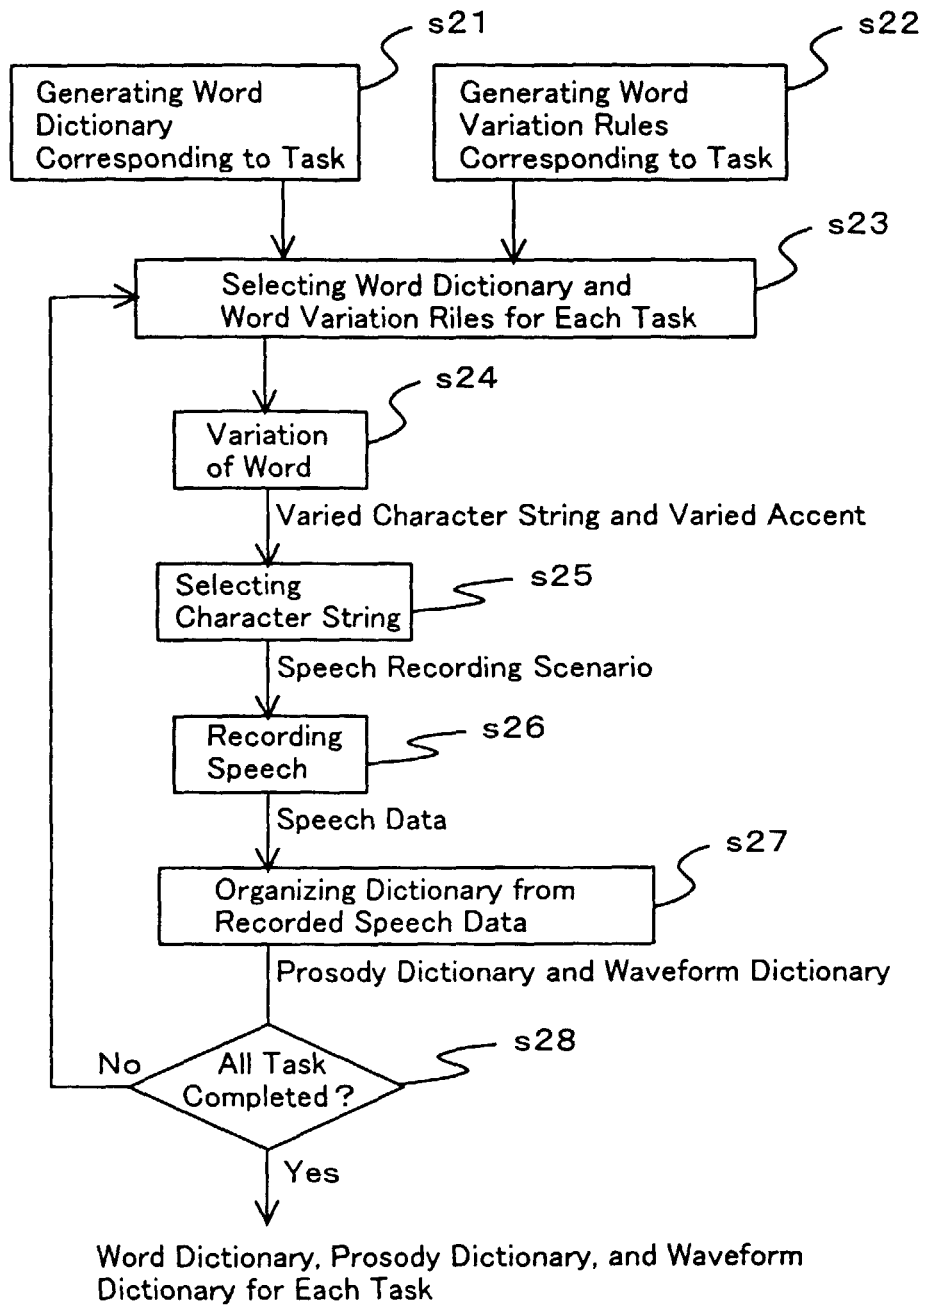 s21
s22
Generating Word
Dictionary
Corresponding to Task
Generating Word
Variation Rules
Corresponding to Task
s23
Selecting Word Dictionary and
Word Variation Riles for Each Task
s24
Variation
of Word
Varied Character String and Varied Accent
s25
Selecting
Character String
Speech Recording Scenario
s26
Recording
Speech
Speech Data
s27
Organizing Dictionary from
Recorded Speech Data
Prosody Dictionary and Waveform Dictionary
s28
No
All Task
Completed ?
Yes
Word Dictionary, Prosody Dictionary, and Waveform
Dictionary for Each Task